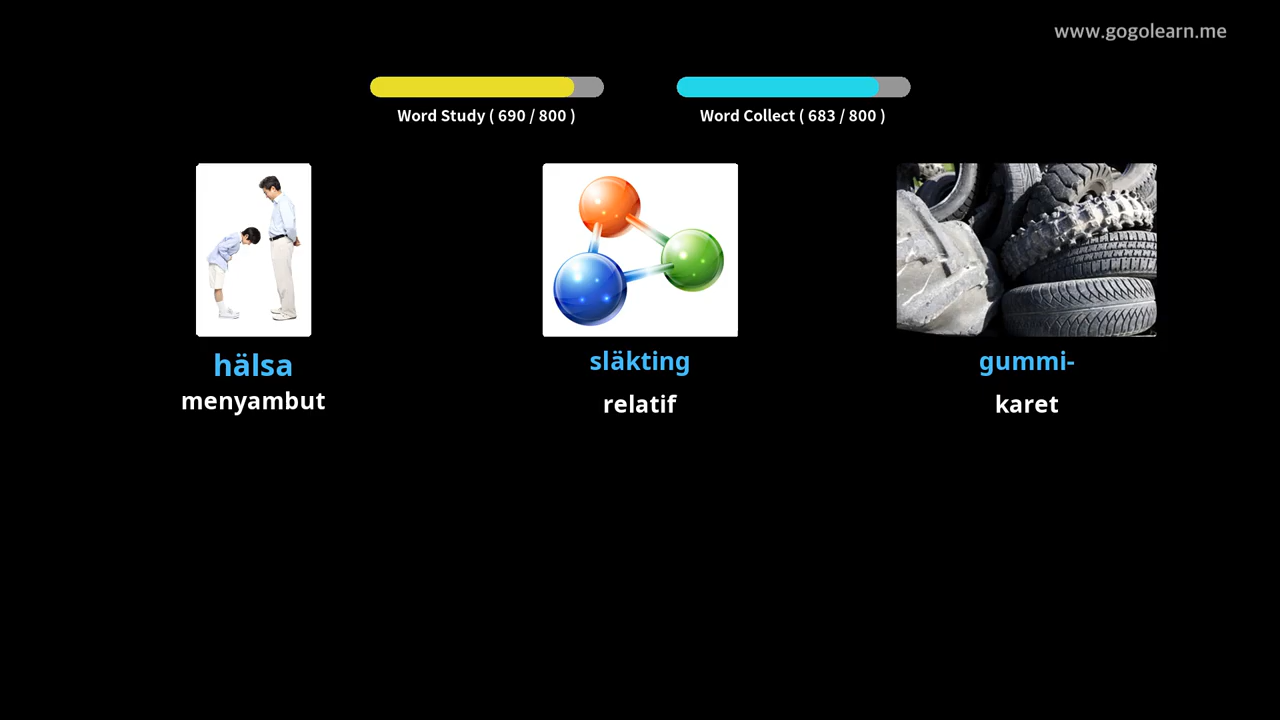 www.gogolearn.me
Word Study ( 690 / 800 )
Word Collect ( 683 / 800 )
hälsa
menyambut
släkting
relatif
gummi-
karet